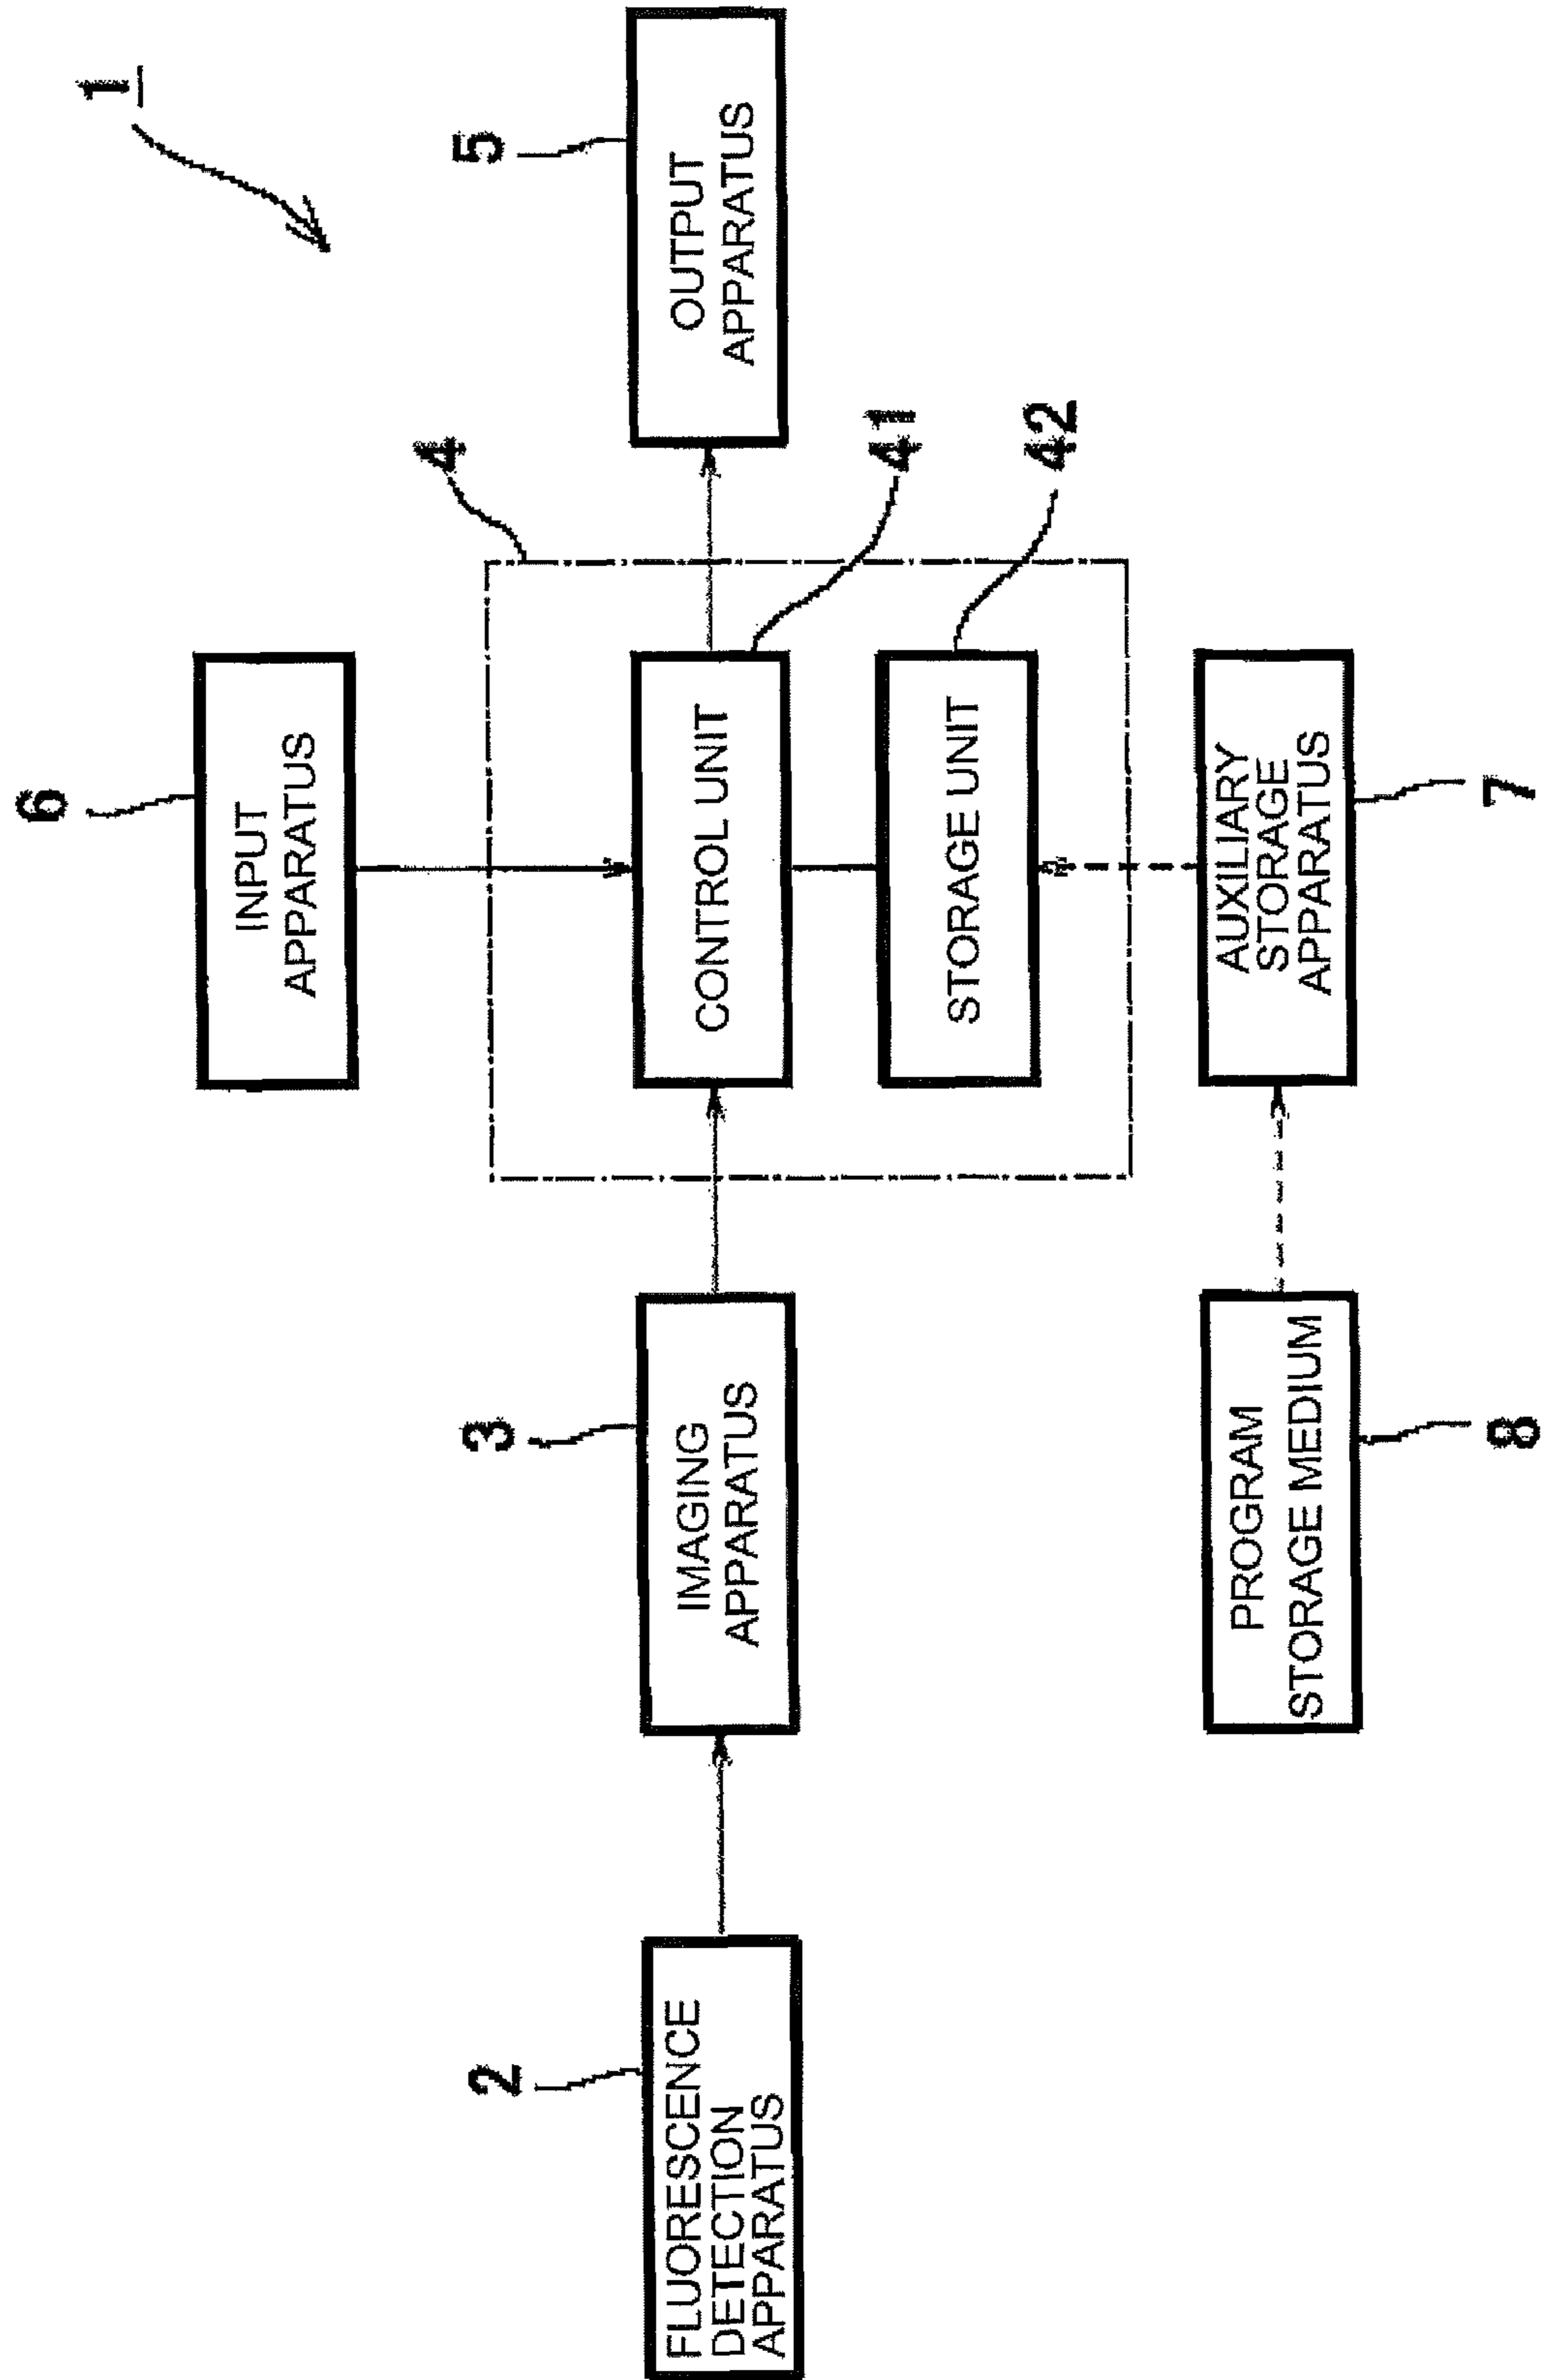 1
6
INPUT
APPARATUS
4
5
OUTPUT
APPARATUS
2
FLUORESCENCE
DETECTION
APPARATUS
3
IMAGING
APPARATUS
CONTROL UNIT
41
STORAGE UNIT
42
PROGRAM
STORAGE MEDIUM
8
AUXILIARY
STORAGE
APPARATUS
7